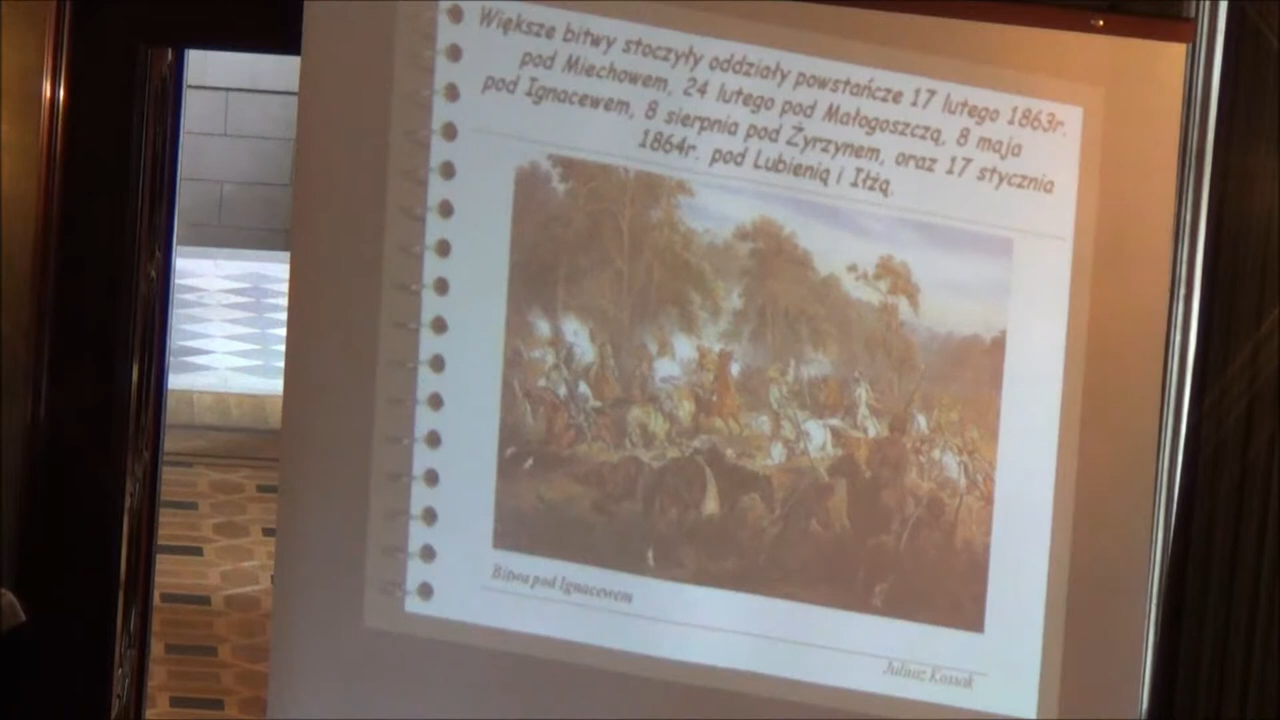 Większe bitwy stoczyły oddziały powstańcze 17 lutego 1863r.
pod Miechowem, 24 lutego pod Małogoszczą, 8 maja
pod Ignacewem, 8 sierpnia pod Żyrzynem, oraz 17 stycznia
1864r. pod Lubienią i Iłżą.
Bitwa pod Ignacewem
Juliusz Kossak